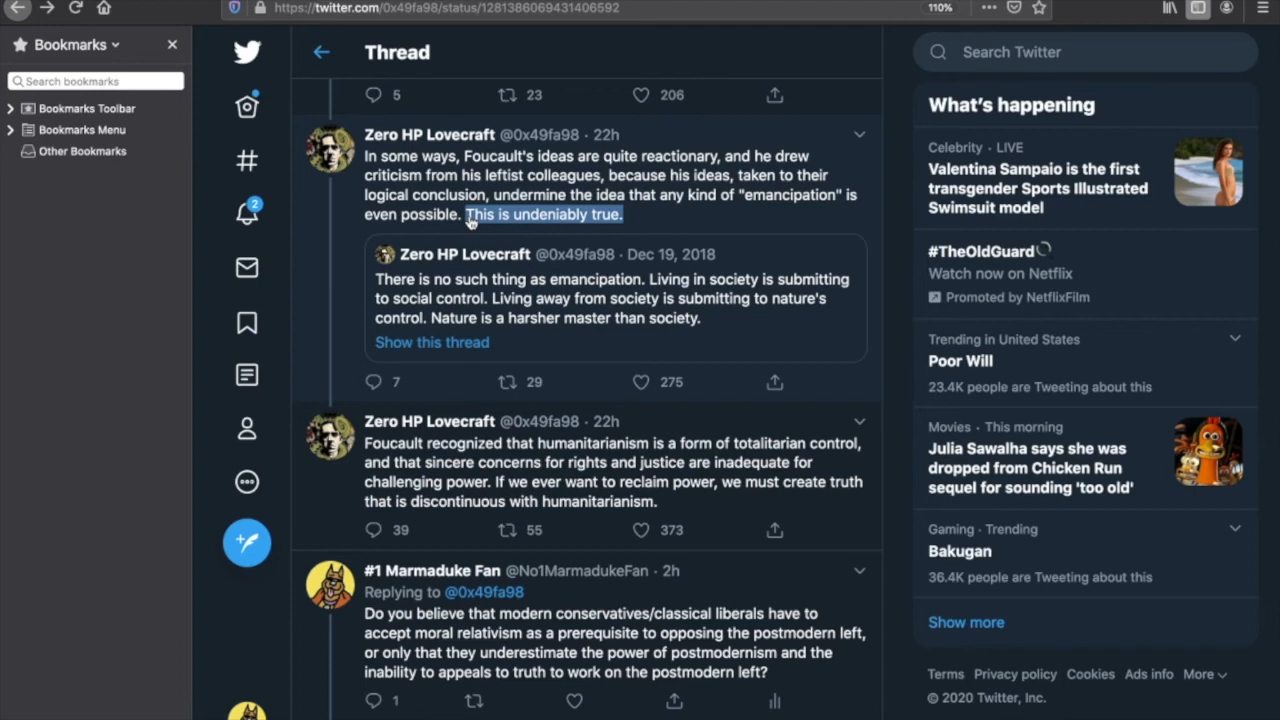 https://twitter.com/0x49fa98/status/1281386069431406592
110%
Bookmarks
Search bookmarks
Bookmarks Toolbar
Bookmarks Menu
Other Bookmarks
2
Thread
5 23 206
Zero HP Lovecraft @0x49fa98 · 22h
In some ways, Foucault's ideas are quite reactionary, and he drew
criticism from his leftist colleagues, because his ideas, taken to their
logical conclusion, undermine the idea that any kind of "emancipation" is
even possible. This is undeniably true.
Zero HP Lovecraft @0x49fa98 · Dec 19, 2018
There is no such thing as emancipation. Living in society is submitting
to social control. Living away from society is submitting to nature's
control. Nature is a harsher master than society.
Show this thread
7 29 275
Zero HP Lovecraft @0x49fa98 · 22h
Foucault recognized that humanitarianism is a form of totalitarian control,
and that sincere concerns for rights and justice are inadequate for
challenging power. If we ever want to reclaim power, we must create truth
that is discontinuous with humanitarianism.
39 55 373
#1 Marmaduke Fan @No1MarmadukeFan · 2h
Replying to @0x49fa98
Do you believe that modern conservatives/classical liberals have to
accept moral relativism as a prerequisite to opposing the postmodern left,
or only that they underestimate the power of postmodernism and the
inability to appeals to truth to work on the postmodern left?
1
Search Twitter
What's happening
Celebrity · LIVE
Valentina Sampaio is the first
transgender Sports Illustrated
Swimsuit model
#TheOldGuard
Watch now on Netflix
Promoted by NetflixFilm
Trending in United States
Poor Will
23.4K people are Tweeting about this
Movies · This morning
Julia Sawalha says she was
dropped from Chicken Run
sequel for sounding 'too old'
Gaming · Trending
Bakugan
36.4K people are Tweeting about this
Show more
Terms Privacy policy Cookies Ads info More
© 2020 Twitter, Inc.